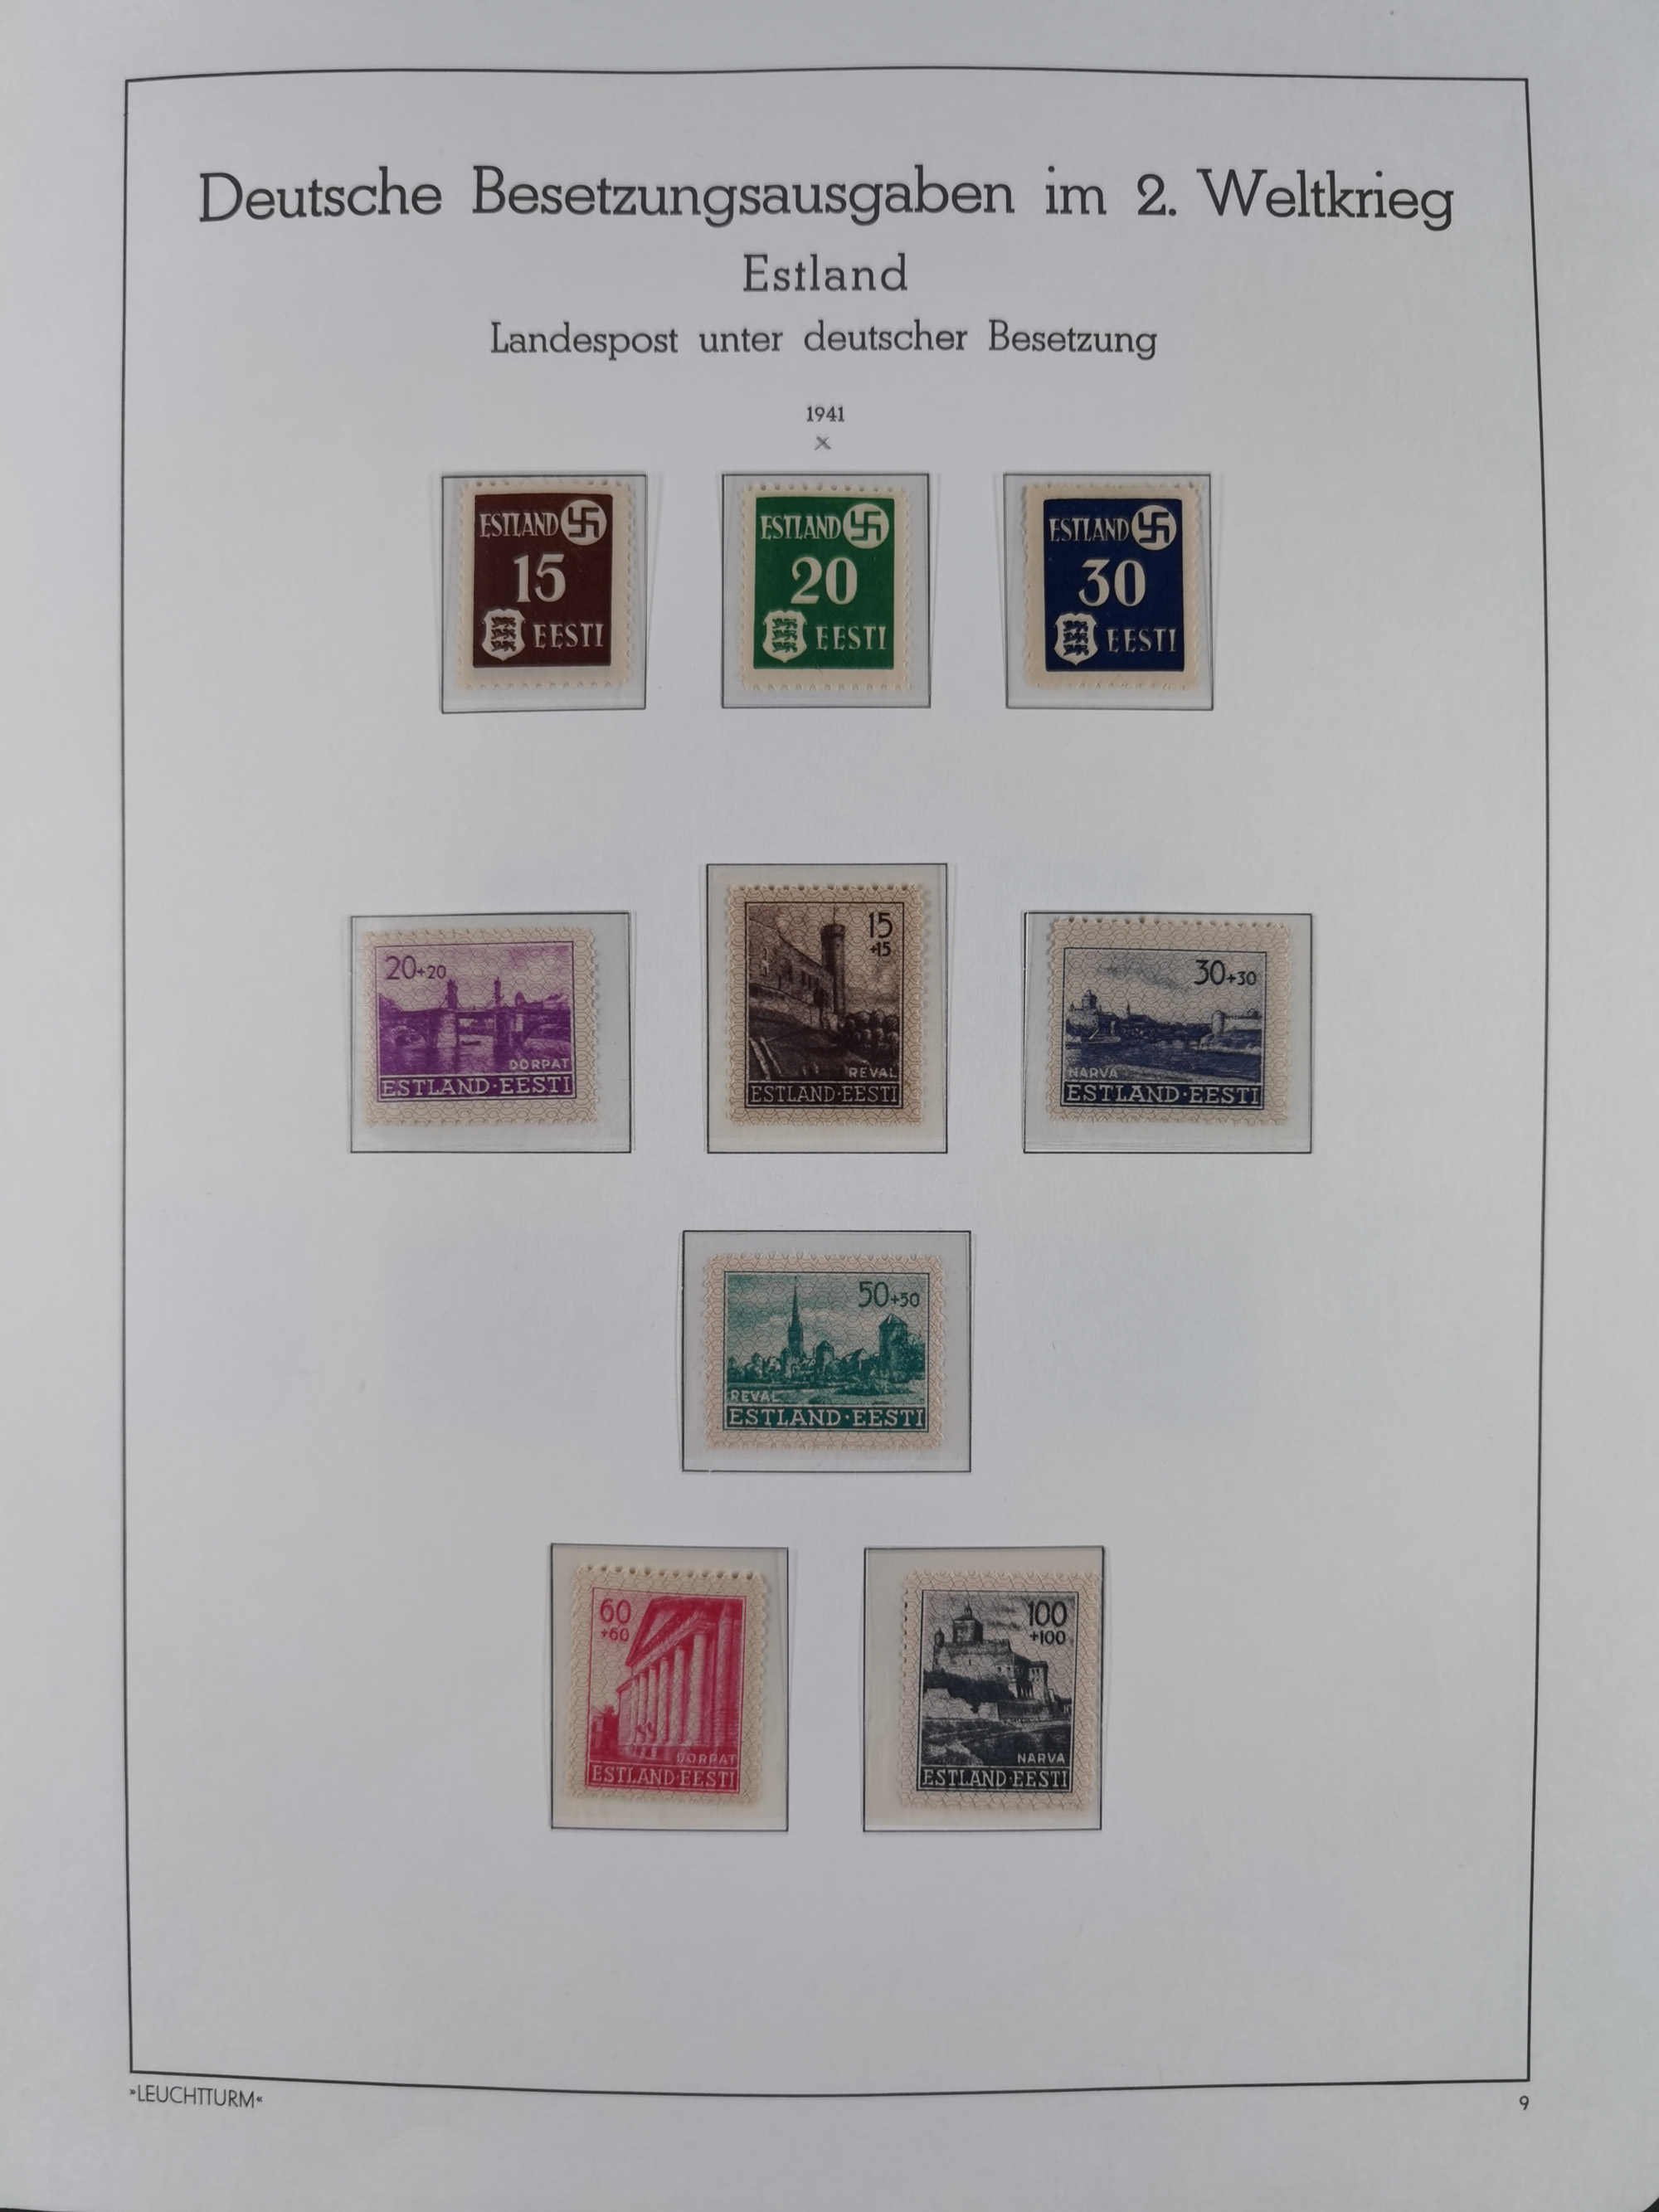 Deutsche Besetzungsausgaben im 2. Weltkrieg
Estland
Landespost unter deutscher Besetzung
1941
x
ESTLAND
15
EESTI
ESTLAND
20
EESTI
ESTLAND
30
EESTI
20+20
DORPAT
ESTLAND·EESTI
15
+15
REVAL
ESTLAND·EESTI
30+30
NARVA
ESTLAND·EESTI
50+50
REVAL
ESTLAND·EESTI
60
+60
DORPAT
ESTLAND·EESTI
100
+100
NARVA
ESTLAND·EESTI
»LEUCHTTURM«
9